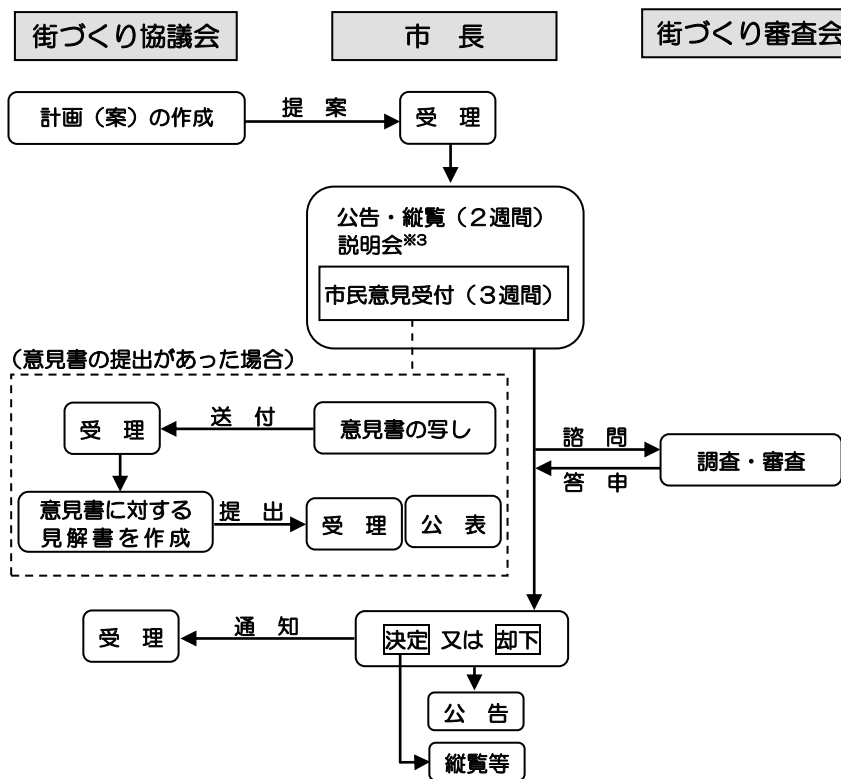 街づくり協議会
市　長
街づくり審査会
計画（案）の作成
提　案
受　理
公告・縦覧（２週間）
説明会※3
市民意見受付（３週間）
（意見書の提出があった場合）
受　理
送　付
意見書の写し
諮　問
答　申
調査・審査
意見書に対する
見解書を作成
提　出
受　理
公　表
受　理
通　知
決定 又は 却下
公　告
縦覧等